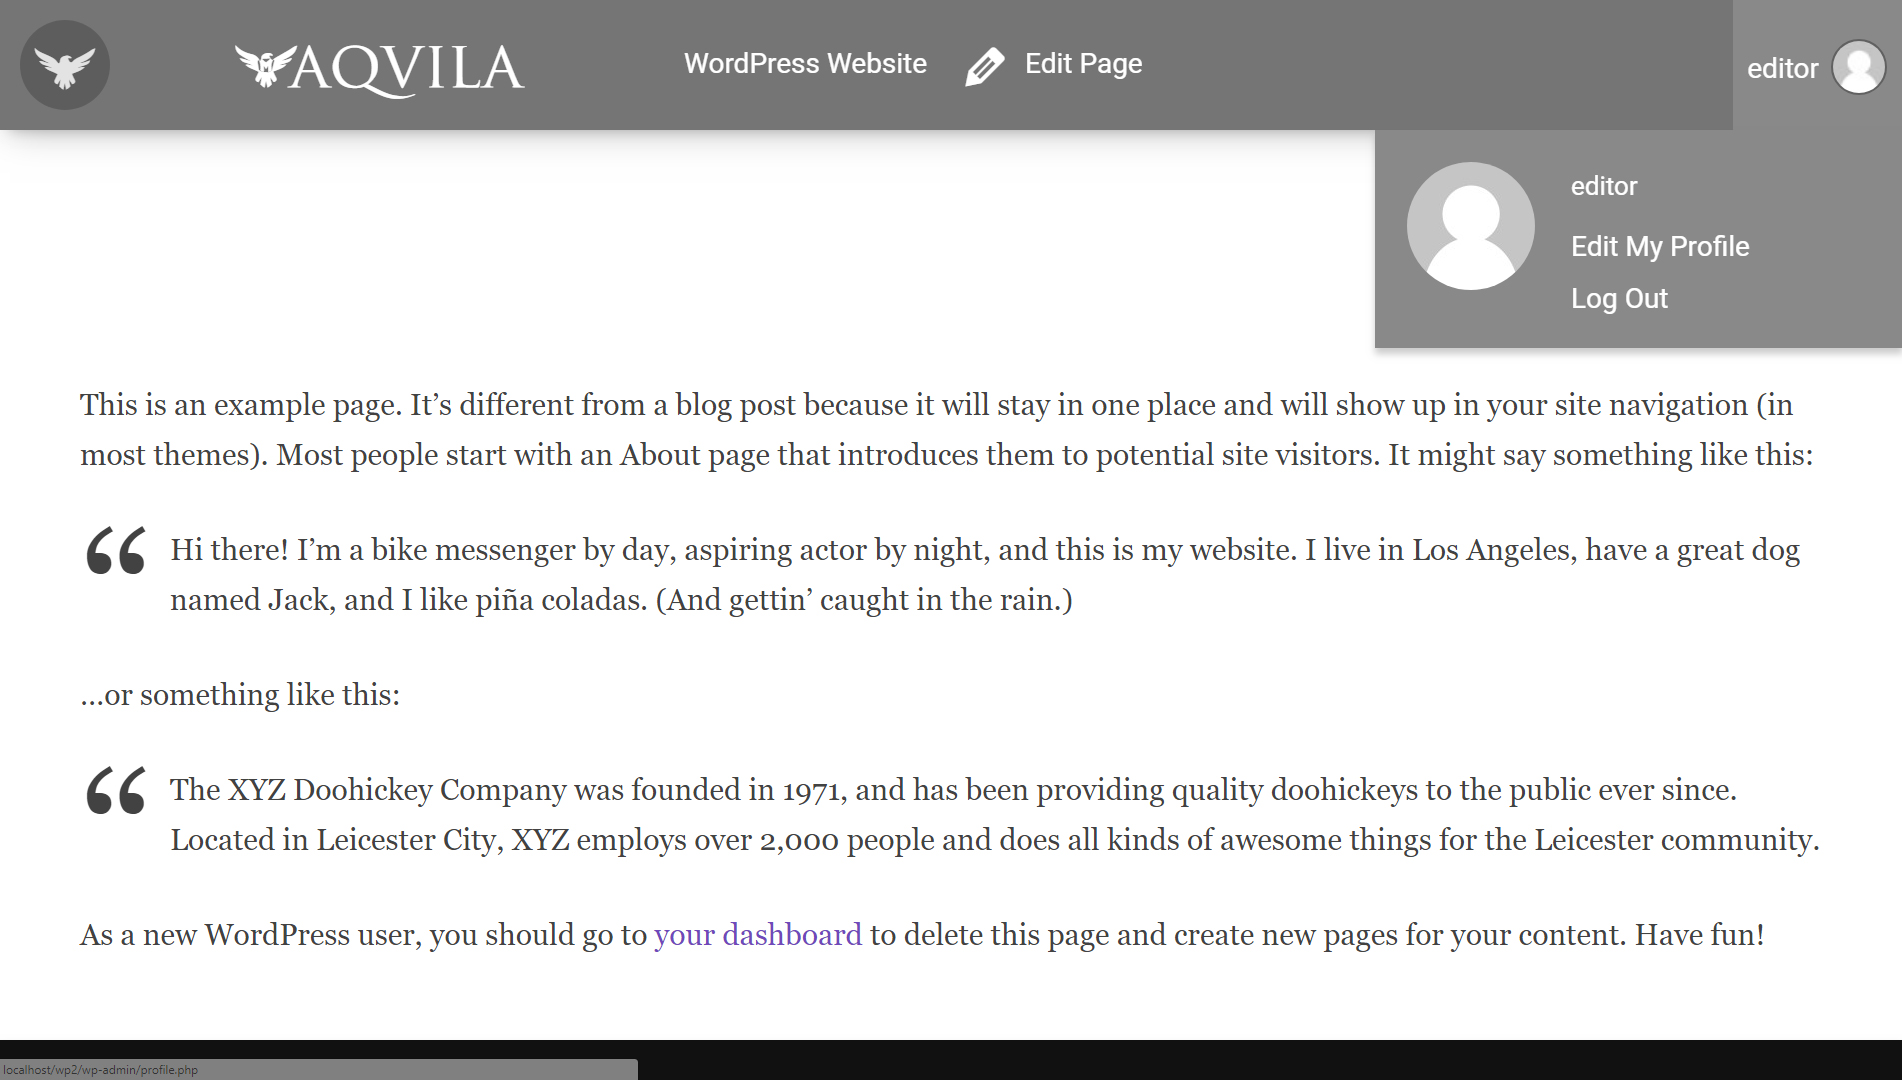 AQVILA
WordPress Website
Edit Page
editor
editor
Edit My Profile
Log Out
This is an example page. It’s different from a blog post because it will stay in one place and will show up in your site navigation (in
most themes). Most people start with an About page that introduces them to potential site visitors. It might say something like this:
“ Hi there! I’m a bike messenger by day, aspiring actor by night, and this is my website. I live in Los Angeles, have a great dog
named Jack, and I like piña coladas. (And gettin’ caught in the rain.)
…or something like this:
“ The XYZ Doohickey Company was founded in 1971, and has been providing quality doohickeys to the public ever since.
Located in Leicester City, XYZ employs over 2,000 people and does all kinds of awesome things for the Leicester community.
As a new WordPress user, you should go to your dashboard to delete this page and create new pages for your content. Have fun!
localhost/wp2/wp-admin/profile.php